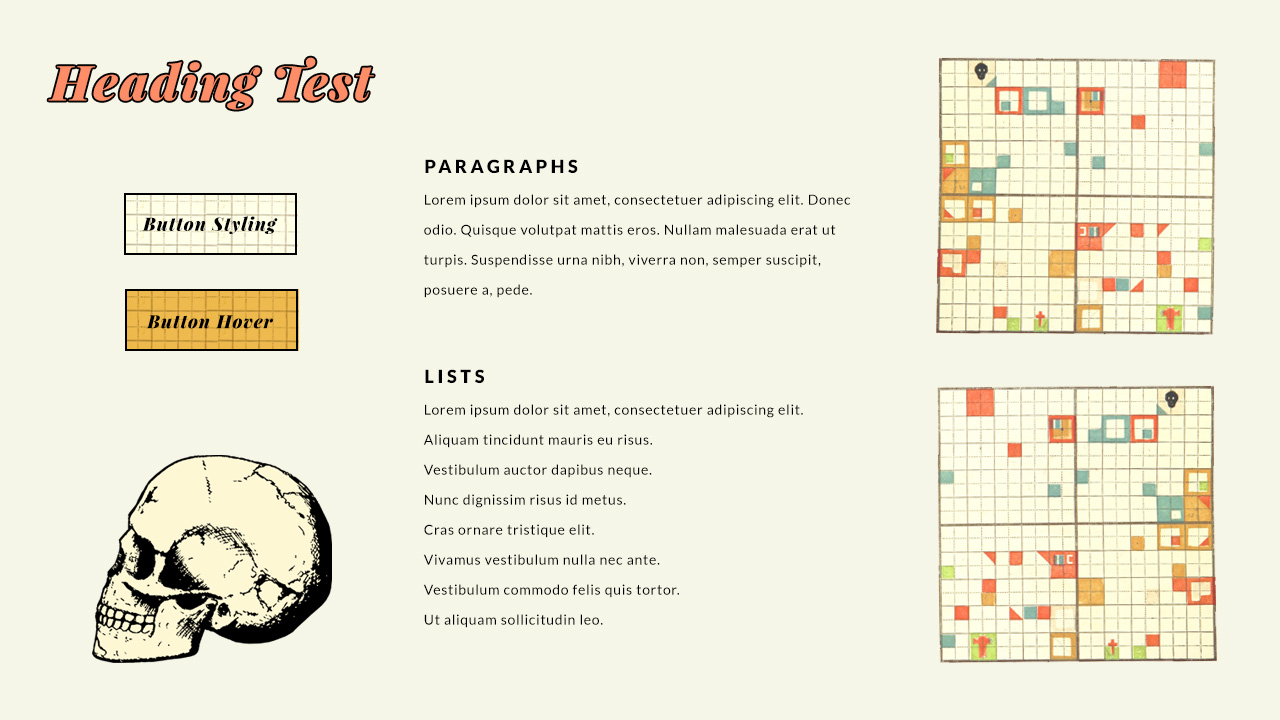 Heading Test
Button Styling
Button Hover
PARAGRAPHS
Lorem ipsum dolor sit amet, consectetuer adipiscing elit. Donec
odio. Quisque volutpat mattis eros. Nullam malesuada erat ut
turpis. Suspendisse urna nibh, viverra non, semper suscipit,
posuere a, pede.
LISTS
Lorem ipsum dolor sit amet, consectetuer adipiscing elit.
Aliquam tincidunt mauris eu risus.
Vestibulum auctor dapibus neque.
Nunc dignissim risus id metus.
Cras ornare tristique elit.
Vivamus vestibulum nulla nec ante.
Vestibulum commodo felis quis tortor.
Ut aliquam sollicitudin leo.